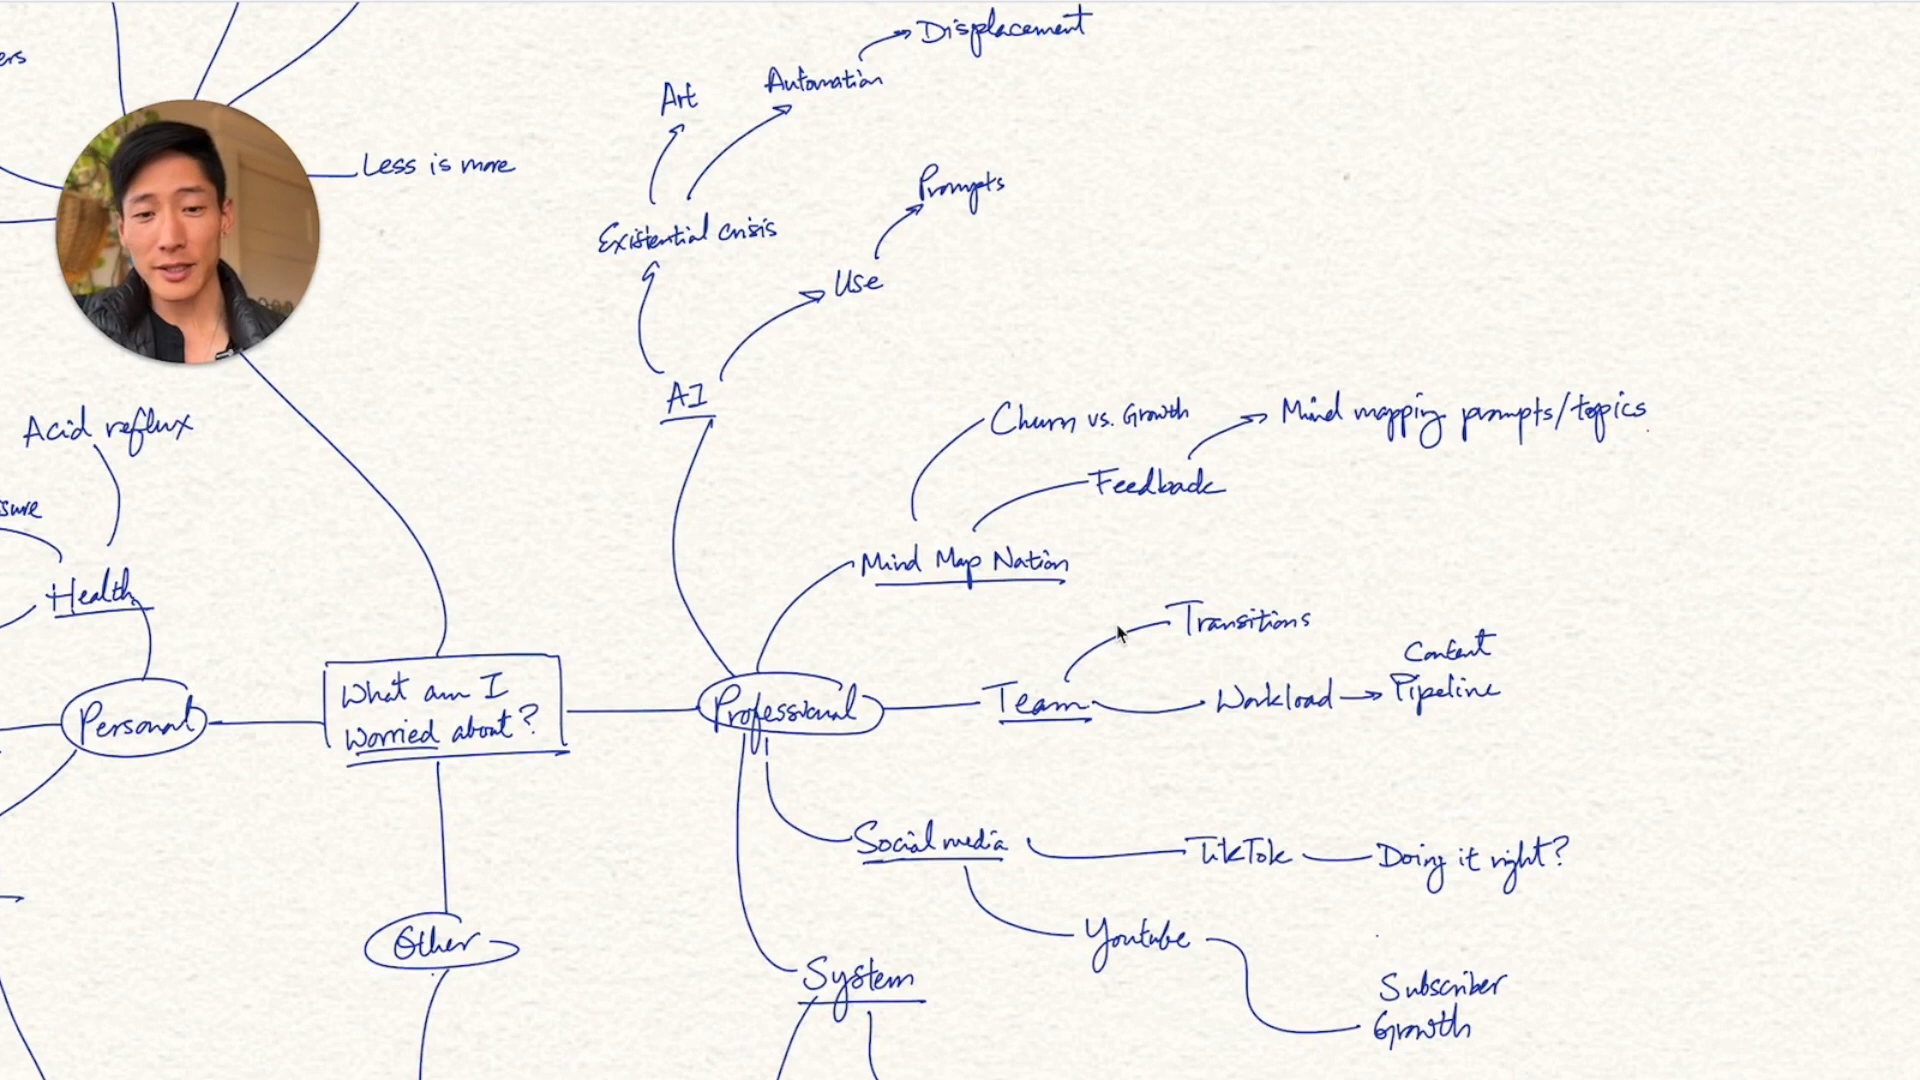 ers
Displacement
Automation
Art
Less is more
Prompts
Existential crisis
Use
AI
Churn vs. Growth
Mind mapping prompts/topics
Acid reflux
Feedback
sure
Mind Map Nation
Health
Transitions
Content
Pipeline
What am I
Worried about?
Personal
Professional
Team
Workload
Social media
TikTok
Doing it right?
Other
Youtube
System
Subscriber
Growth